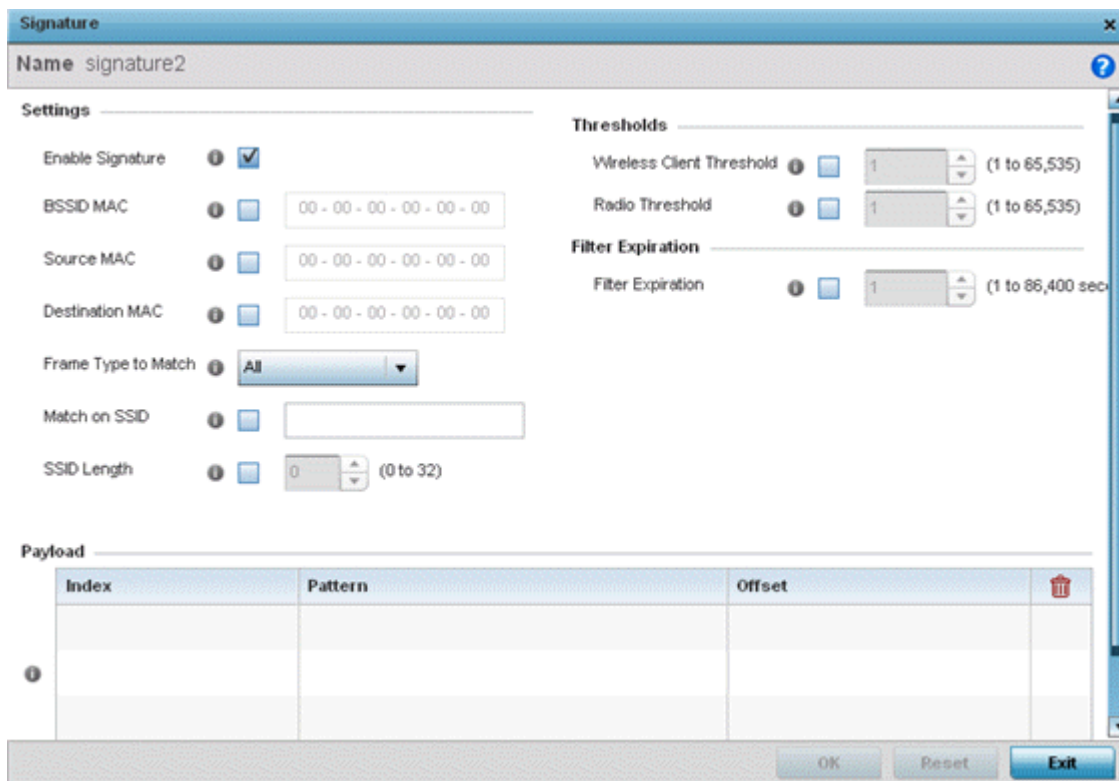 Signature
Name signature2
Settings
Enable Signature
BSSID MAC 00 - 00 - 00 - 00 - 00 - 00
Source MAC 00 - 00 - 00 - 00 - 00 - 00
Destination MAC 00 - 00 - 00 - 00 - 00 - 00
Frame Type to Match All
Match on SSID
SSID Length 0 (0 to 32)
Thresholds
Wireless Client Threshold 1 (1 to 65,535)
Radio Threshold 1 (1 to 65,535)
Filter Expiration
Filter Expiration 1 (1 to 86,400 seco
Payload
Index Pattern Offset
OK Reset Exit